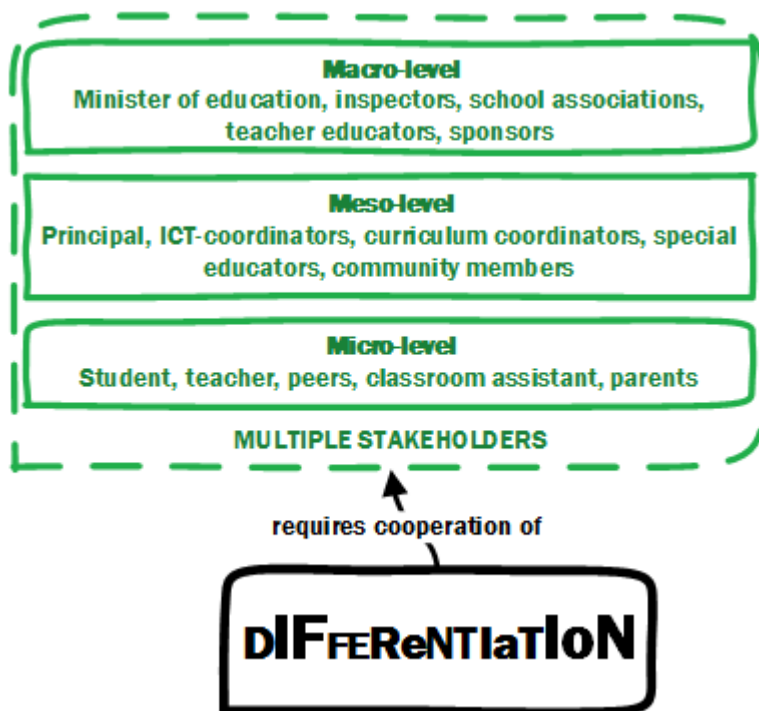 Macro-level
Minister of education, inspectors, school associations,
teacher educators, sponsors
Meso-level
Principal, ICT-coordinators, curriculum coordinators, special
educators, community members
Micro-level
Student, teacher, peers, classroom assistant, parents
MULTIPLE STAKEHOLDERS
requires cooperation of
DIFFEReNTIaTIoN